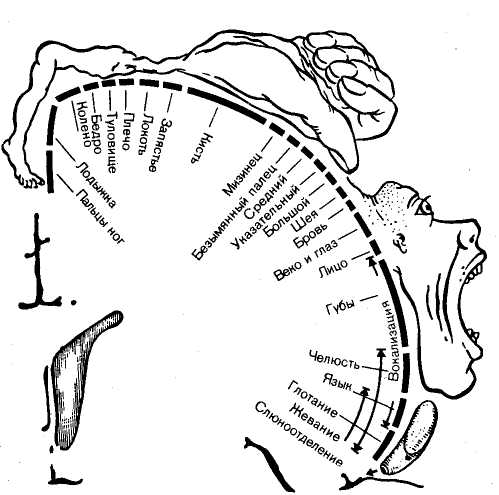 Пальцы ног
Лодыжка
Колено
Бедро
Туловище
Плечо
Локоть
Запястье
Кисть
Мизинец
Безымянный палец
Средний
Указательный
Большой
Шея
Бровь
Веко и глаз
Лицо
Губы
Вокализация
Челюсть
Язык
Глотание
Жевание
Слюноотделение